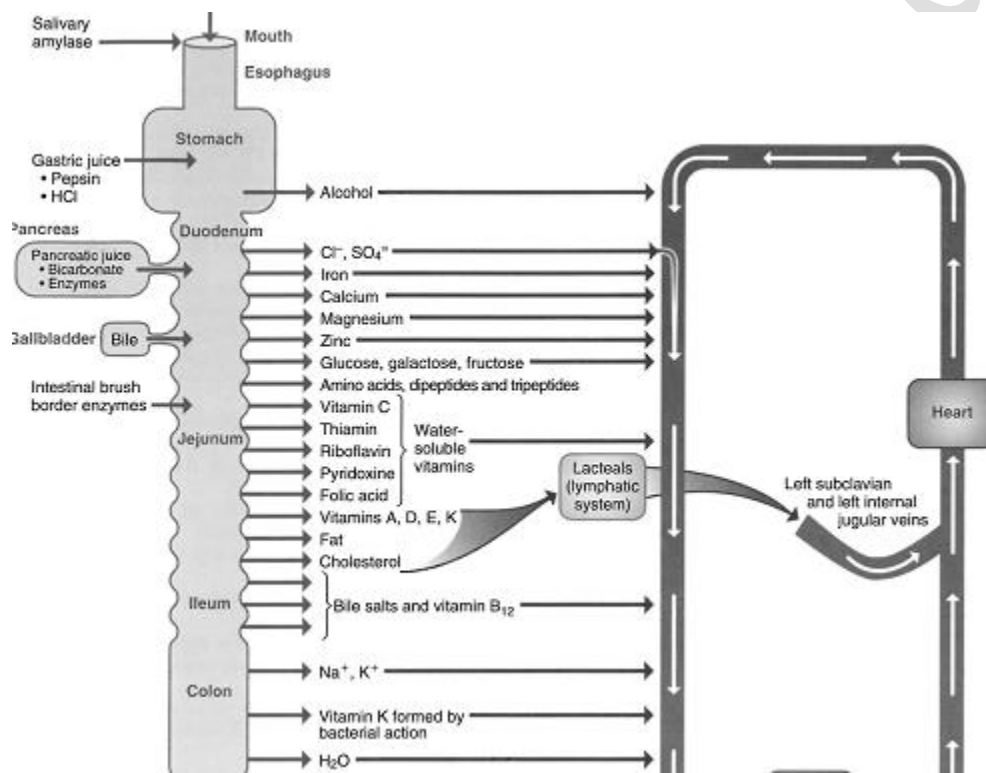 Salivary
amylase
Mouth
Esophagus
Stomach
Gastric juice
• Pepsin
• HCl
Alcohol
Pancreas
Duodenum
Pancreatic juice
• Bicarbonate
• Enzymes
Cl⁻, SO₄⁼
Iron
Calcium
Magnesium
Gallbladder
Bile
Zinc
Glucose, galactose, fructose
Amino acids, dipeptides and tripeptides
Intestinal brush
border enzymes
Vitamin C
Thiamin
Jejunum
Riboflavin
Pyridoxine
Folic acid
Water-
soluble
vitamins
Heart
Lacteals
(lymphatic
system)
Left subclavian
and left internal
jugular veins
Vitamins A, D, E, K
Fat
Cholesterol
Ileum
Bile salts and vitamin B₁₂
Colon
Na⁺, K⁺
Vitamin K formed by
bacterial action
H₂O